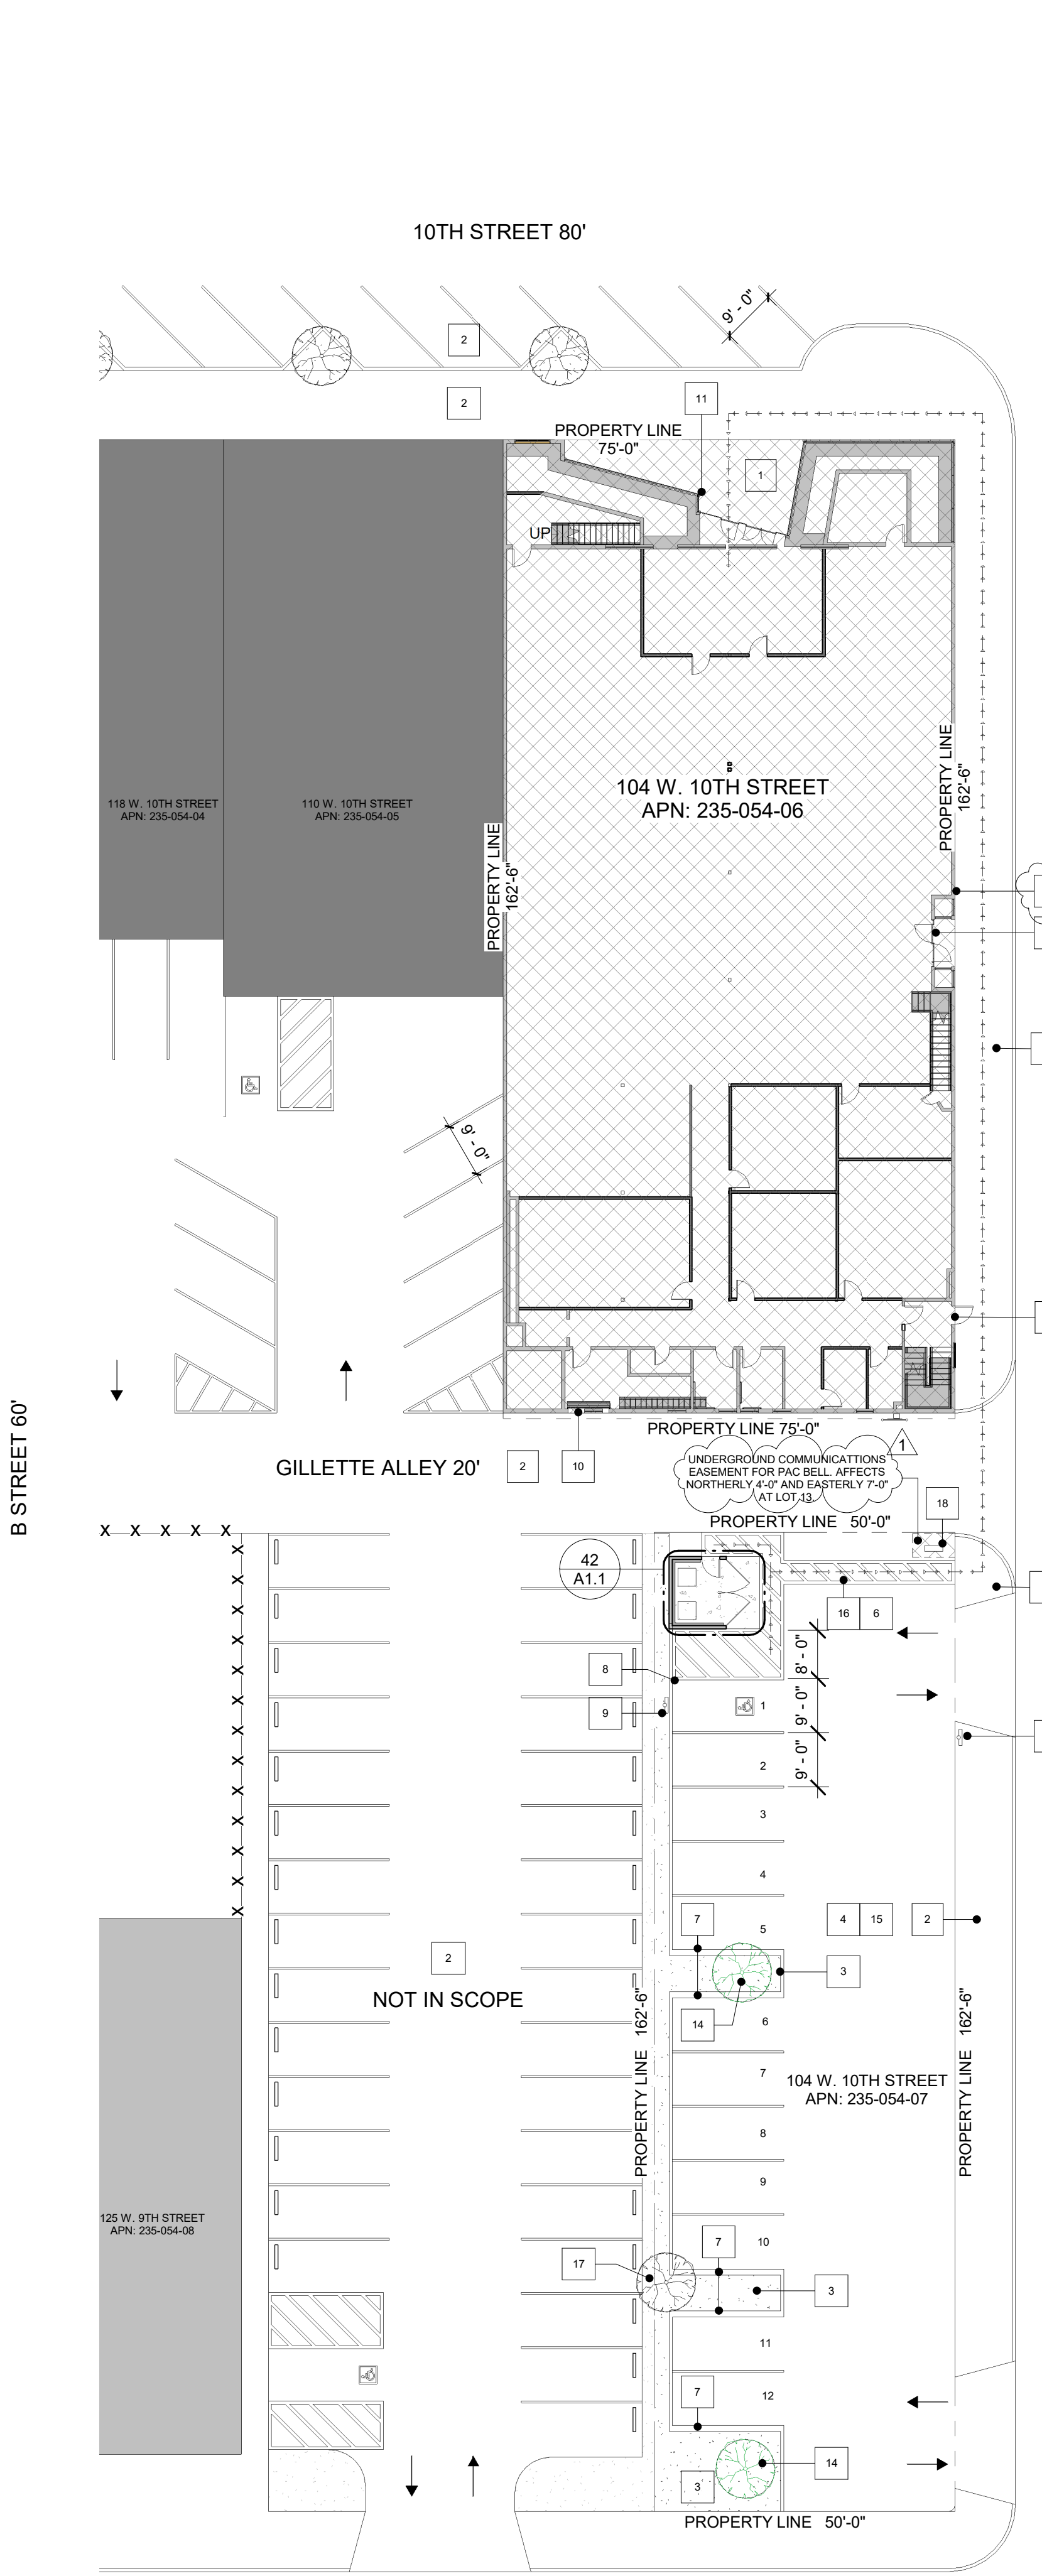 10TH STREET 80'
9' - 0"
2
2
11
PROPERTY LINE
75'-0"
1
UP
118 W. 10TH STREET
APN: 235-054-04
110 W. 10TH STREET
APN: 235-054-05
104 W. 10TH STREET
APN: 235-054-06
PROPERTY LINE
162'-6"
PROPERTY LINE
162'-6"
9' - 0"
B STREET 60'
PROPERTY LINE 75'-0"
GILLETTE ALLEY 20'
2
10
1
UNDERGROUND COMMUNICATTIONS
EASEMENT FOR PAC BELL. AFFECTS
NORTHERLY 4'-0" AND EASTERLY 7'-0"
AT LOT 13.
18
PROPERTY LINE 50'-0"
X X X X X
X
X
X
X
X
X
X
X
X
X
X
X
X
42
A1.1
16
6
8
9
8' - 0"
9' - 0"
9' - 0"
1
2
3
4
5
7
4
15
2
3
14
2
NOT IN SCOPE
6
7
8
9
10
PROPERTY LINE 162'-6"
104 W. 10TH STREET
APN: 235-054-07
PROPERTY LINE 162'-6"
125 W. 9TH STREET
APN: 235-054-08
17
7
3
11
12
7
14
3
PROPERTY LINE 50'-0"